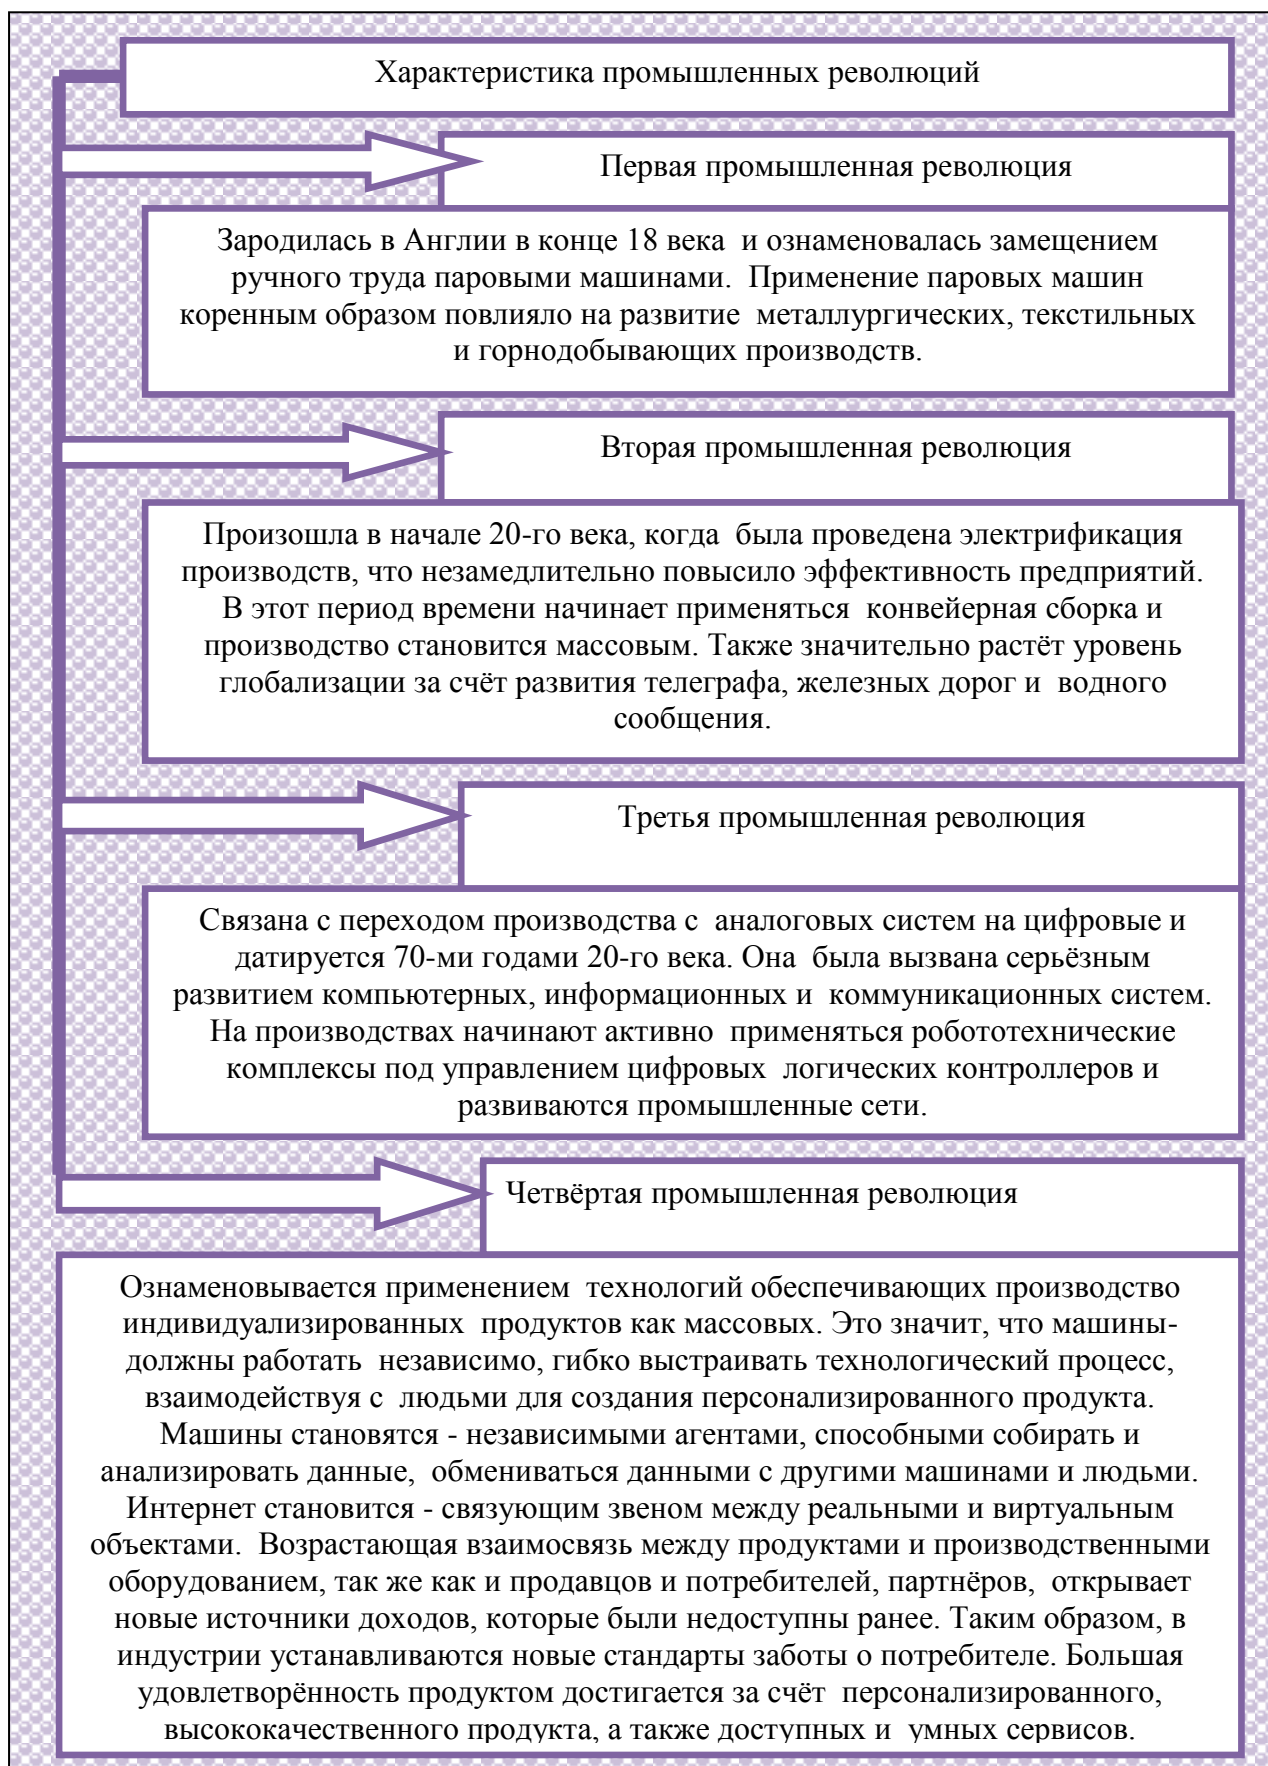 Характеристика промышленных революций
Первая промышленная революция
Зародилась в Англии в конце 18 века и ознаменовалась замещением
ручного труда паровыми машинами. Применение паровых машин
коренным образом повлияло на развитие металлургических, текстильных
и горнодобывающих производств.
Вторая промышленная революция
Произошла в начале 20-го века, когда была проведена электрификация
производств, что незамедлительно повысило эффективность предприятий.
В этот период времени начинает применяться конвейерная сборка и
производство становится массовым. Также значительно растёт уровень
глобализации за счёт развития телеграфа, железных дорог и водного
сообщения.
Третья промышленная революция
Связана с переходом производства с аналоговых систем на цифровые и
датируется 70-ми годами 20-го века. Она была вызвана серьёзным
развитием компьютерных, информационных и коммуникационных систем.
На производствах начинают активно применяться робототехнические
комплексы под управлением цифровых логических контроллеров и
развиваются промышленные сети.
Четвёртая промышленная революция
Ознаменовывается применением технологий обеспечивающих производство
индивидуализированных продуктов как массовых. Это значит, что машины-
должны работать независимо, гибко выстраивать технологический процесс,
взаимодействуя с людьми для создания персонализированного продукта.
Машины становятся - независимыми агентами, способными собирать и
анализировать данные, обмениваться данными с другими машинами и людьми.
Интернет становится - связующим звеном между реальными и виртуальным
объектами. Возрастающая взаимосвязь между продуктами и производственными
оборудованием, так же как и продавцов и потребителей, партнёров, открывает
новые источники доходов, которые были недоступны ранее. Таким образом, в
индустрии устанавливаются новые стандарты заботы о потребителе. Большая
удовлетворённость продуктом достигается за счёт персонализированного,
высококачественного продукта, а также доступных и умных сервисов.